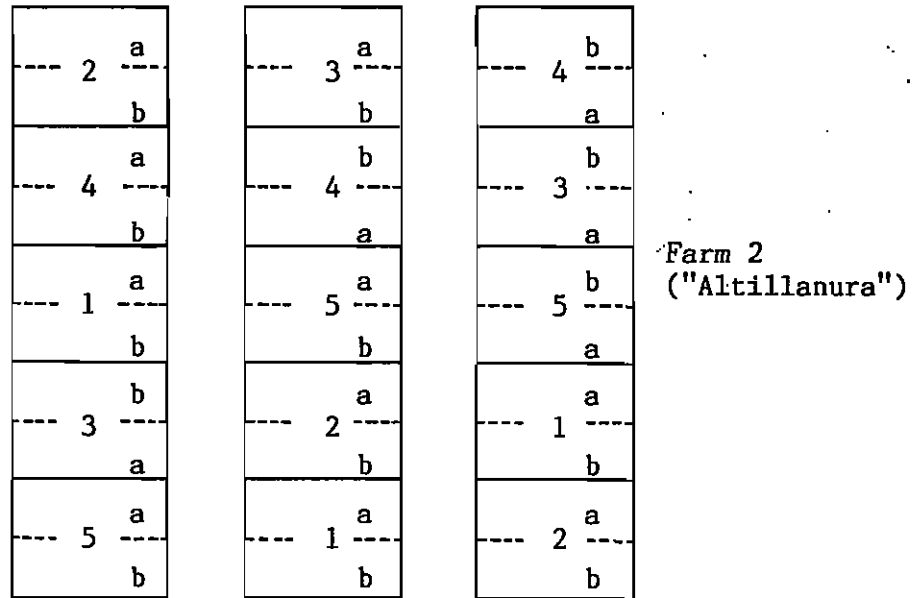 a a b
2 3 4
b b a
a b b
4 4 3
b a a
Farm 2
("Altillanura")
a a b
1 5 5
b b a
b a a
3 2 1
a b b
a a a
5 1 2
b b b